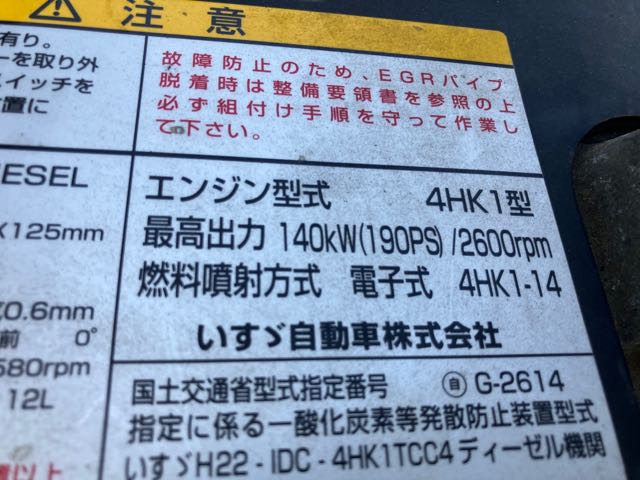 注意
有り。
ーを取り外
スイッチを
置に
故障防止のため、EGRパイプ
脱着時は整備要領書を参照の上
必ず組付け手順を守って作業し
て下さい。
IESEL
X125mm
0.6mm
前 0°
580rpm
12L
以上
エンジン型式 4HK1型
最高出力 140kW(190PS)/2600rpm
燃料噴射方式 電子式 4HK1-14
いすゞ自動車株式会社
国土交通省型式指定番号 自 G-2614
指定に係る一酸化炭素等発散防止装置型式
いすゞH22-IDC-4HK1TCC4ディーゼル機関